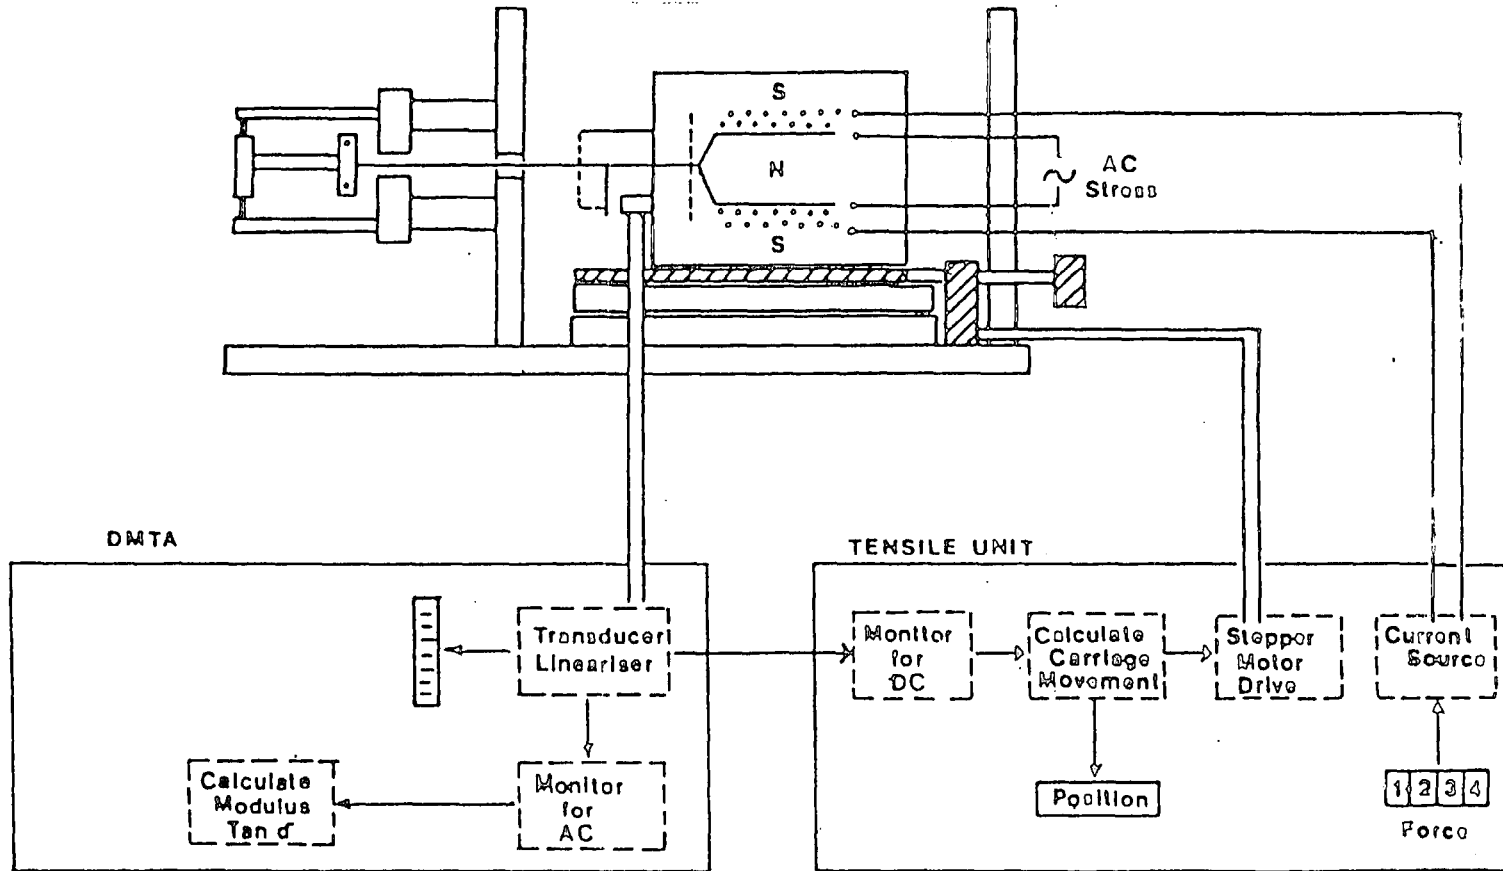 S
N
S
AC
Stress
DMTA
TENSILE UNIT
Transducer
Lineariser
Monitor
for
DC
Calculate
Carriage
Movement
Stepper
Motor
Drive
Current
Source
Calculate
Modulus
Tan d
Monitor
for
AC
Position
1 2 3 4
Force